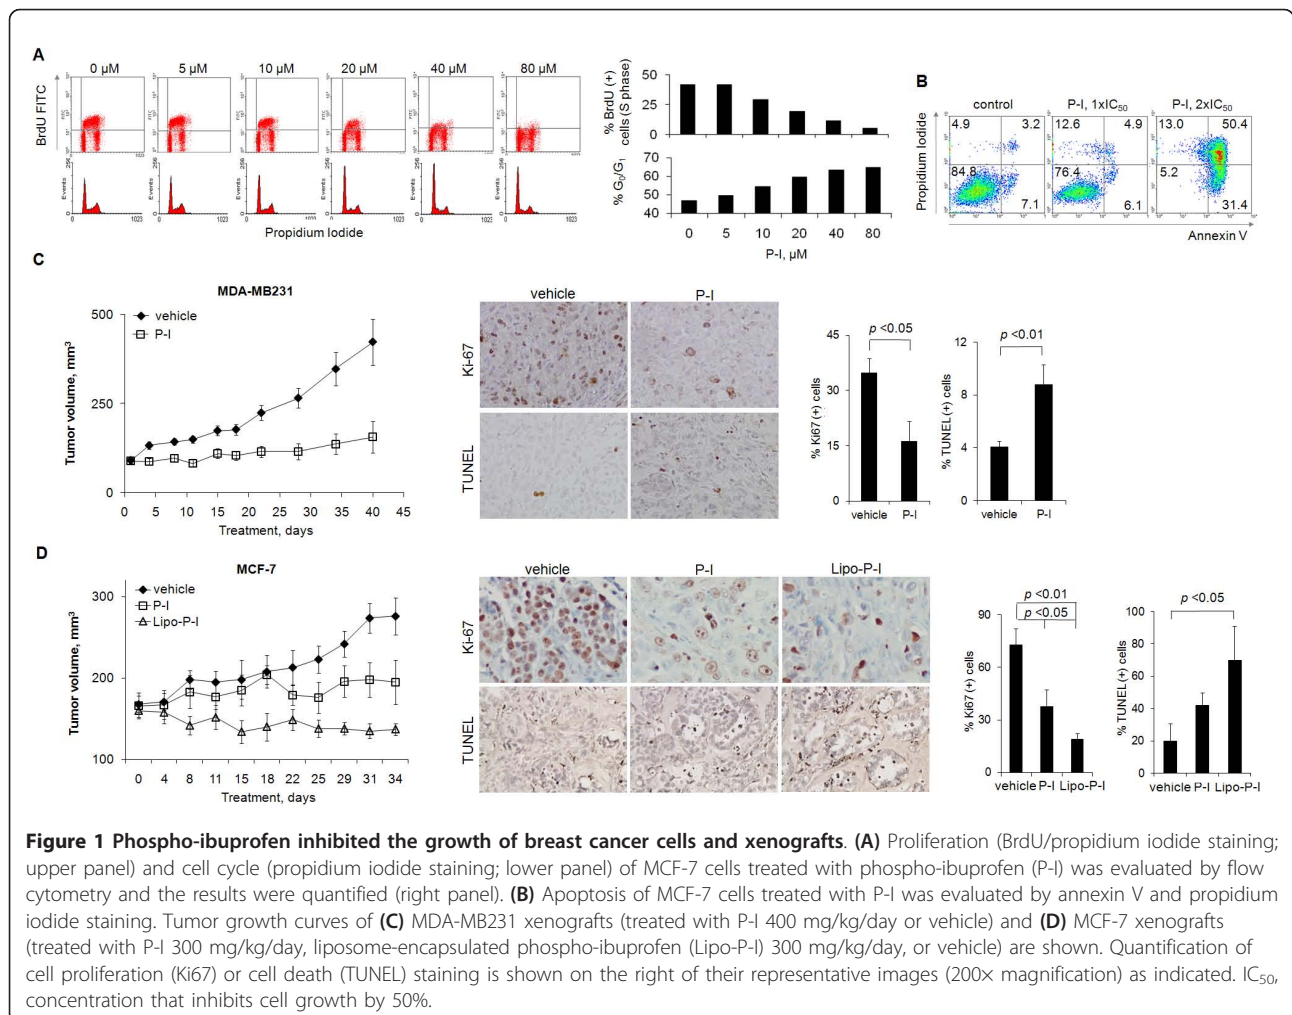 A
0 µM 5 µM 10 µM 20 µM 40 µM 80 µM
BrdU FITC
256
Events
0
0 1023
Propidium Iodide
% BrdU (+)
cells (S phase)
50
25
0
% G₀/G₁
70
60
50
40
0 5 10 20 40 80
P-I, µM
B
control P-I, 1xIC₅₀ P-I, 2xIC₅₀
Propidium Iodide
4.9 3.2 12.6 4.9 13.0 50.4
84.8 76.4 5.2
7.1 6.1 31.4
Annexin V
C
MDA-MB231
vehicle
P-I
Tumor volume, mm³
500
250
0
0 5 10 15 20 25 30 35 40 45
Treatment, days
vehicle P-I
Ki-67
TUNEL
% Ki67 (+) cells
45
30
15
0
p <0.05
vehicle P-I
% TUNEL (+) cells
12
8
4
0
p <0.01
vehicle P-I
D
MCF-7
vehicle
P-I
Lipo-P-I
Tumor volume, mm³
300
200
100
0 4 8 11 15 18 22 25 29 31 34
Treatment, days
vehicle P-I Lipo-P-I
Ki-67
TUNEL
% Ki67 (+) cells
90
60
30
0
p <0.01
p <0.05
vehicle P-I Lipo-P-I
% TUNEL (+) cells
100
80
60
40
20
0
p <0.05
vehicle P-I Lipo-P-I
Figure 1 Phospho-ibuprofen inhibited the growth of breast cancer cells and xenografts. (A) Proliferation (BrdU/propidium iodide staining;
upper panel) and cell cycle (propidium iodide staining; lower panel) of MCF-7 cells treated with phospho-ibuprofen (P-I) was evaluated by flow
cytometry and the results were quantified (right panel). (B) Apoptosis of MCF-7 cells treated with P-I was evaluated by annexin V and propidium
iodide staining. Tumor growth curves of (C) MDA-MB231 xenografts (treated with P-I 400 mg/kg/day or vehicle) and (D) MCF-7 xenografts
(treated with P-I 300 mg/kg/day, liposome-encapsulated phospho-ibuprofen (Lipo-P-I) 300 mg/kg/day, or vehicle) are shown. Quantification of
cell proliferation (Ki67) or cell death (TUNEL) staining is shown on the right of their representative images (200× magnification) as indicated. IC₅₀,
concentration that inhibits cell growth by 50%.